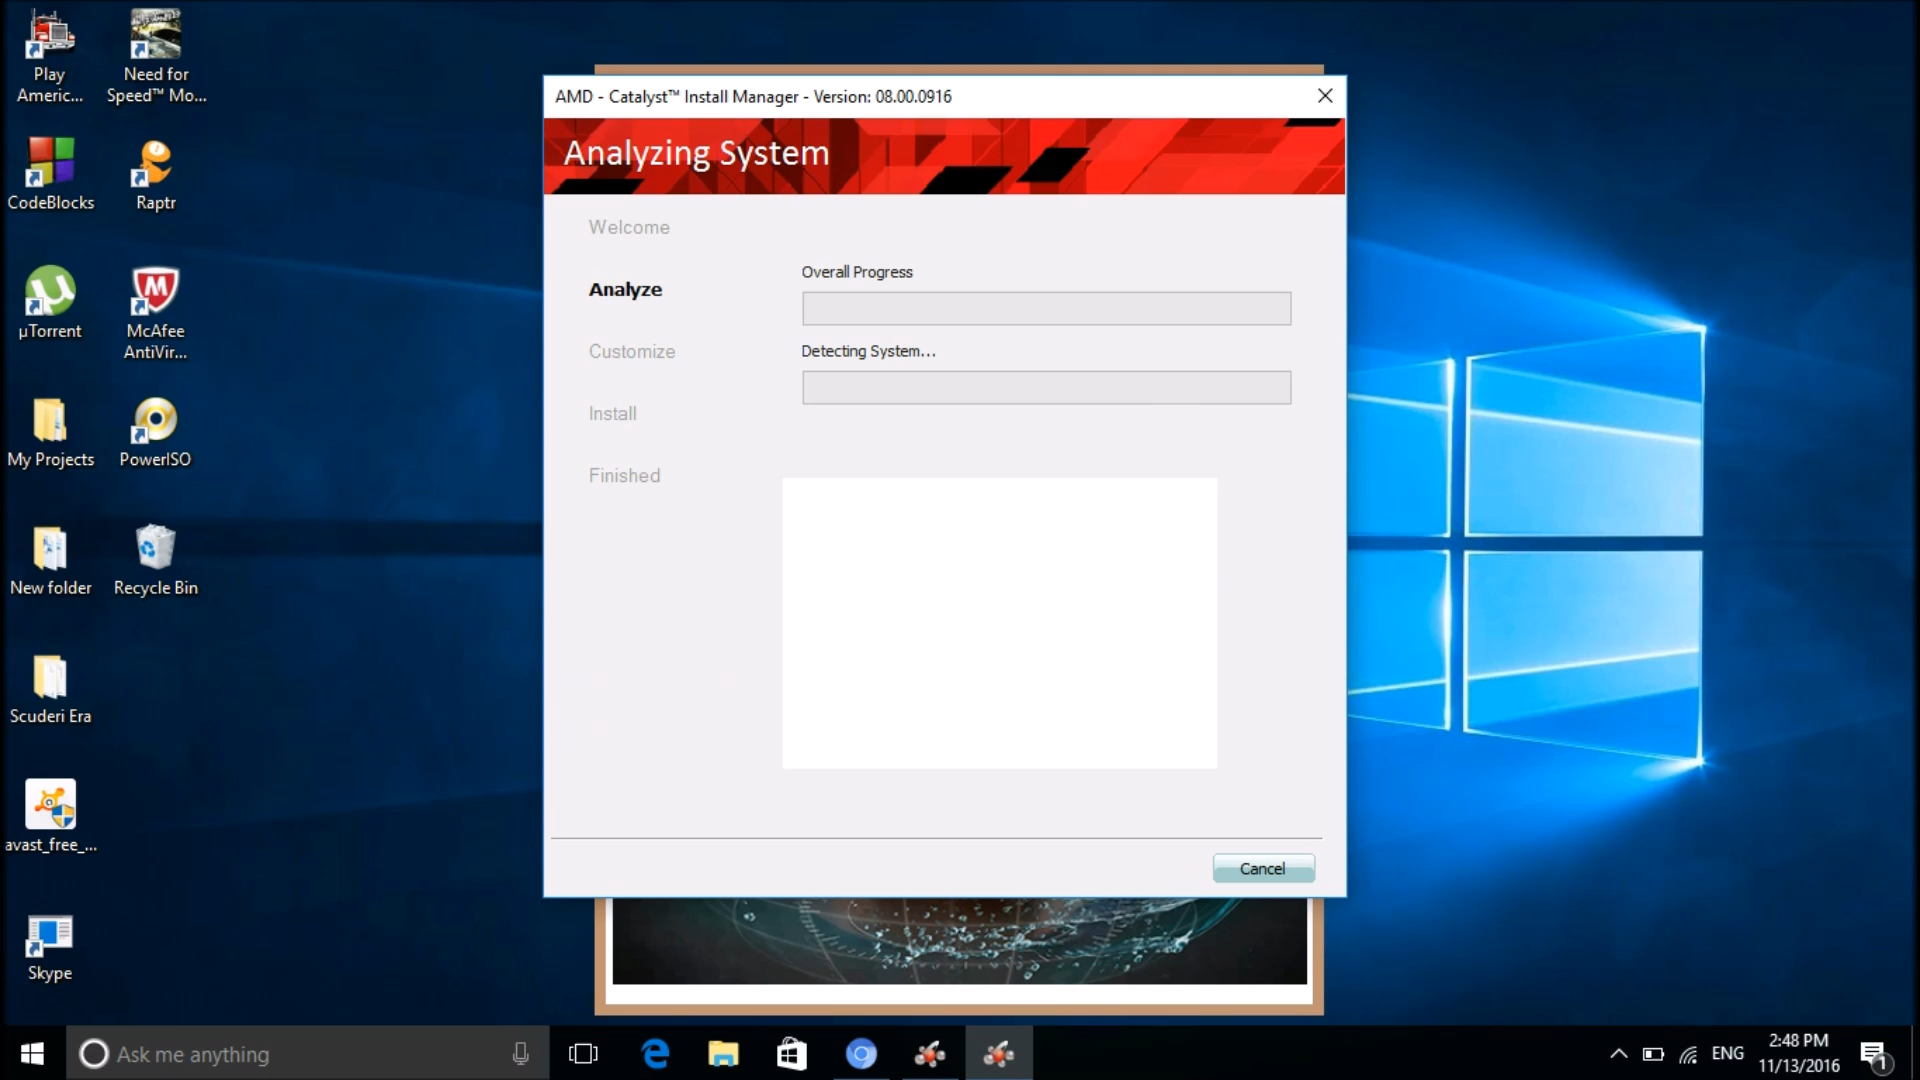 Play
Americ...
Need for
Speed™ Mo...
CodeBlocks
Raptr
µTorrent
McAfee
AntiVir...
My Projects
PowerISO
New folder
Recycle Bin
Scuderi Era
avast_free_...
Skype
AMD - Catalyst™ Install Manager - Version: 08.00.0916
Analyzing System
Welcome
Analyze
Customize
Install
Finished
Overall Progress
Detecting System...
Cancel
Ask me anything
ENG
2:48 PM
11/13/2016
1